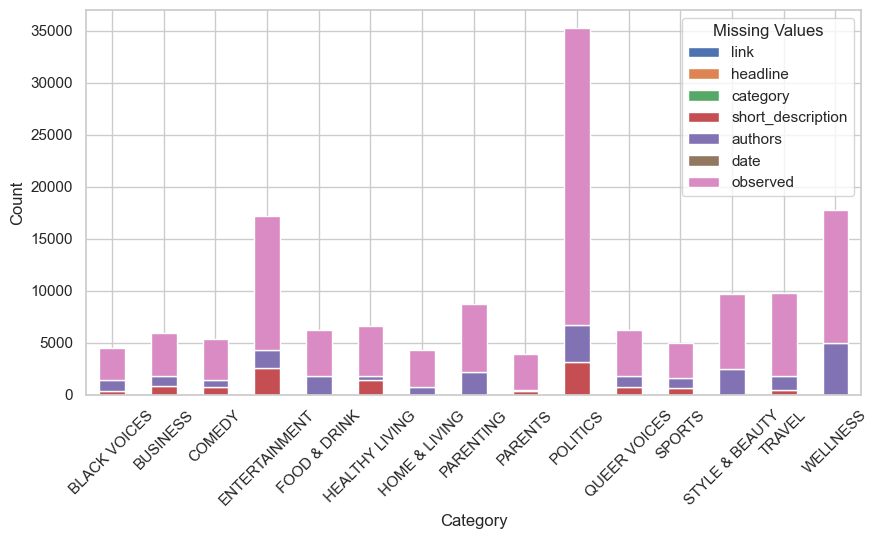 Missing Values
link
headline
category
short_description
authors
date
observed
Count
35000
30000
25000
20000
15000
10000
5000
0
BLACK VOICES
BUSINESS
COMEDY
ENTERTAINMENT
FOOD & DRINK
HEALTHY LIVING
HOME & LIVING
PARENTING
PARENTS
POLITICS
QUEER VOICES
SPORTS
STYLE & BEAUTY
TRAVEL
WELLNESS
Category